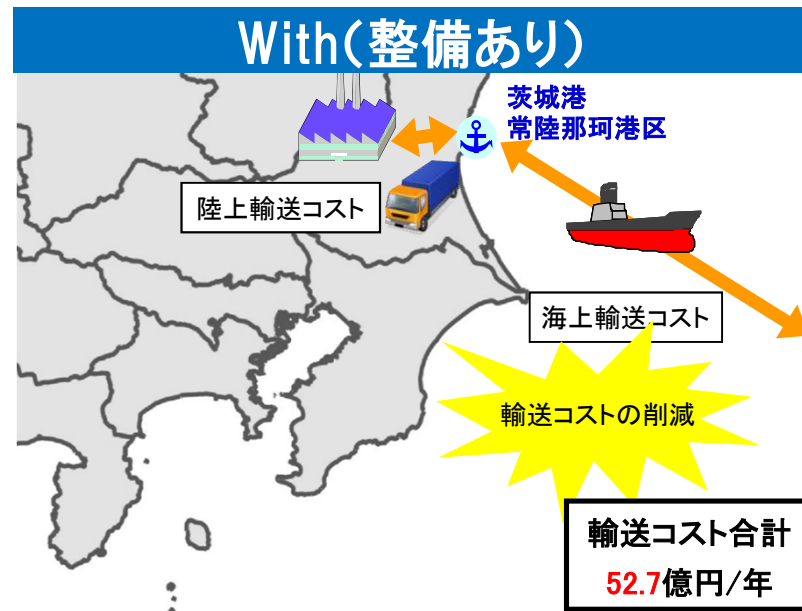 With(整備あり)
茨城港
常陸那珂港区
陸上輸送コスト
海上輸送コスト
輸送コストの削減
輸送コスト合計
52.7億円/年